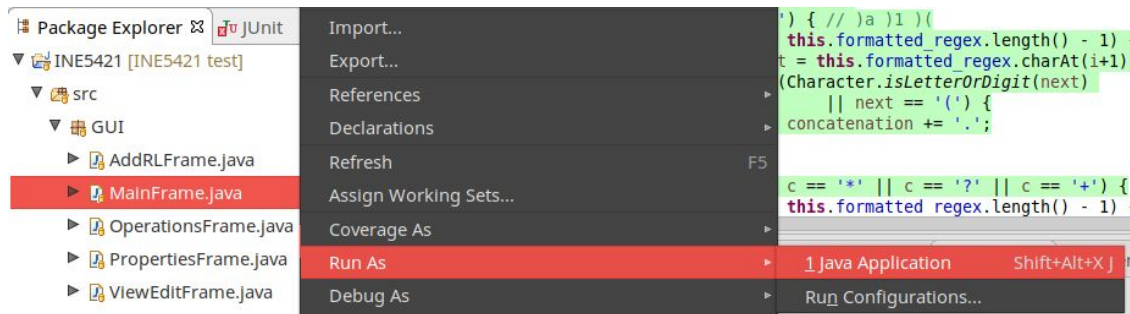 Package Explorer JUnit
INE5421 [INE5421 test]
src
GUI
AddRLFrame.java
MainFrame.java
OperationsFrame.java
PropertiesFrame.java
ViewEditFrame.java
Import...
Export...
References
Declarations
Refresh F5
Assign Working Sets...
Coverage As
Run As
Debug As
1 Java Application Shift+Alt+X J
Run Configurations...
') { // )a )1 )(
this.formatted_regex.length() - 1)
t = this.formatted_regex.charAt(i+1)
(Character.isLetterOrDigit(next)
|| next == '(') {
concatenation += '.';
c == '*' || c == '?' || c == '+') {
this.formatted_regex.length() - 1)